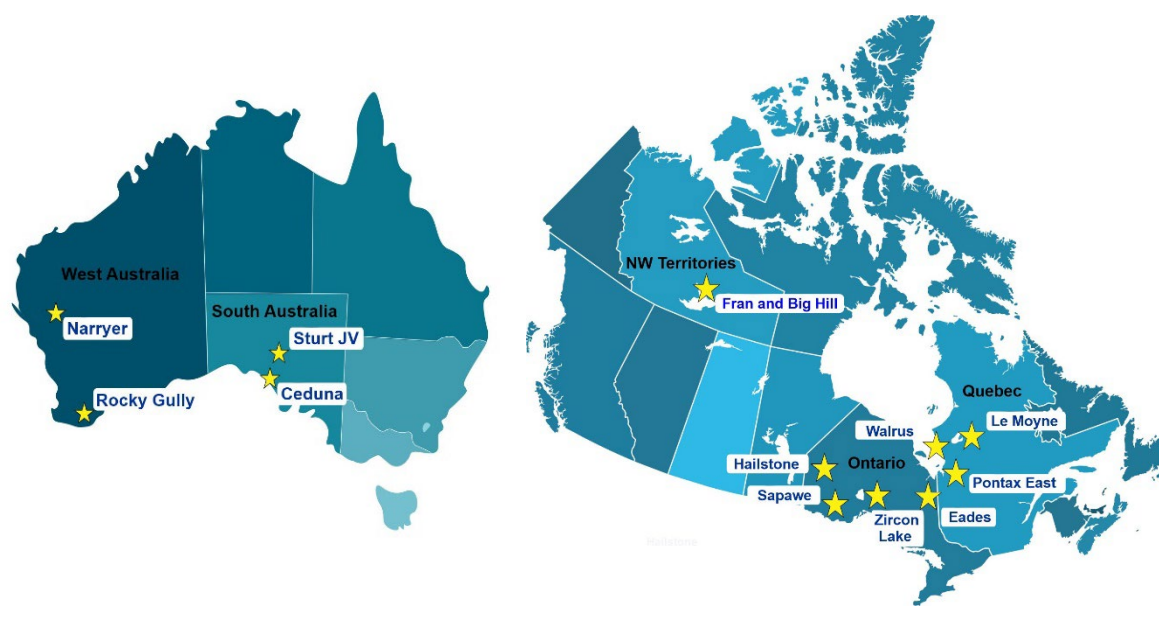 West Australia
Narryer
Rocky Gully
South Australia
Sturt JV
Ceduna
NW Territories
Fran and Big Hill
Quebec
Le Moyne
Walrus
Hailstone
Ontario
Pontax East
Sapawe
Zircon
Lake
Eades
Hailstone